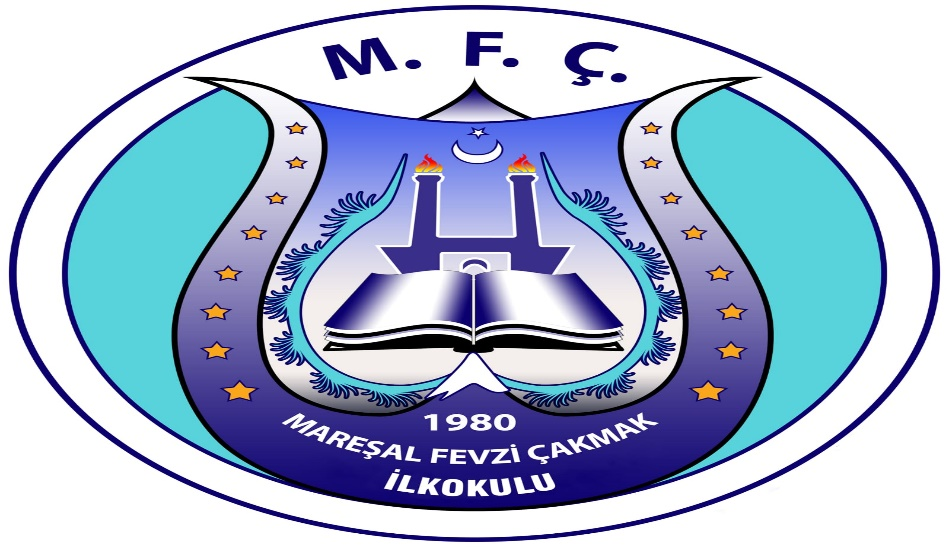 M. F. Ç.
1980
MAREŞAL FEVZİ ÇAKMAK
İLKOKULU